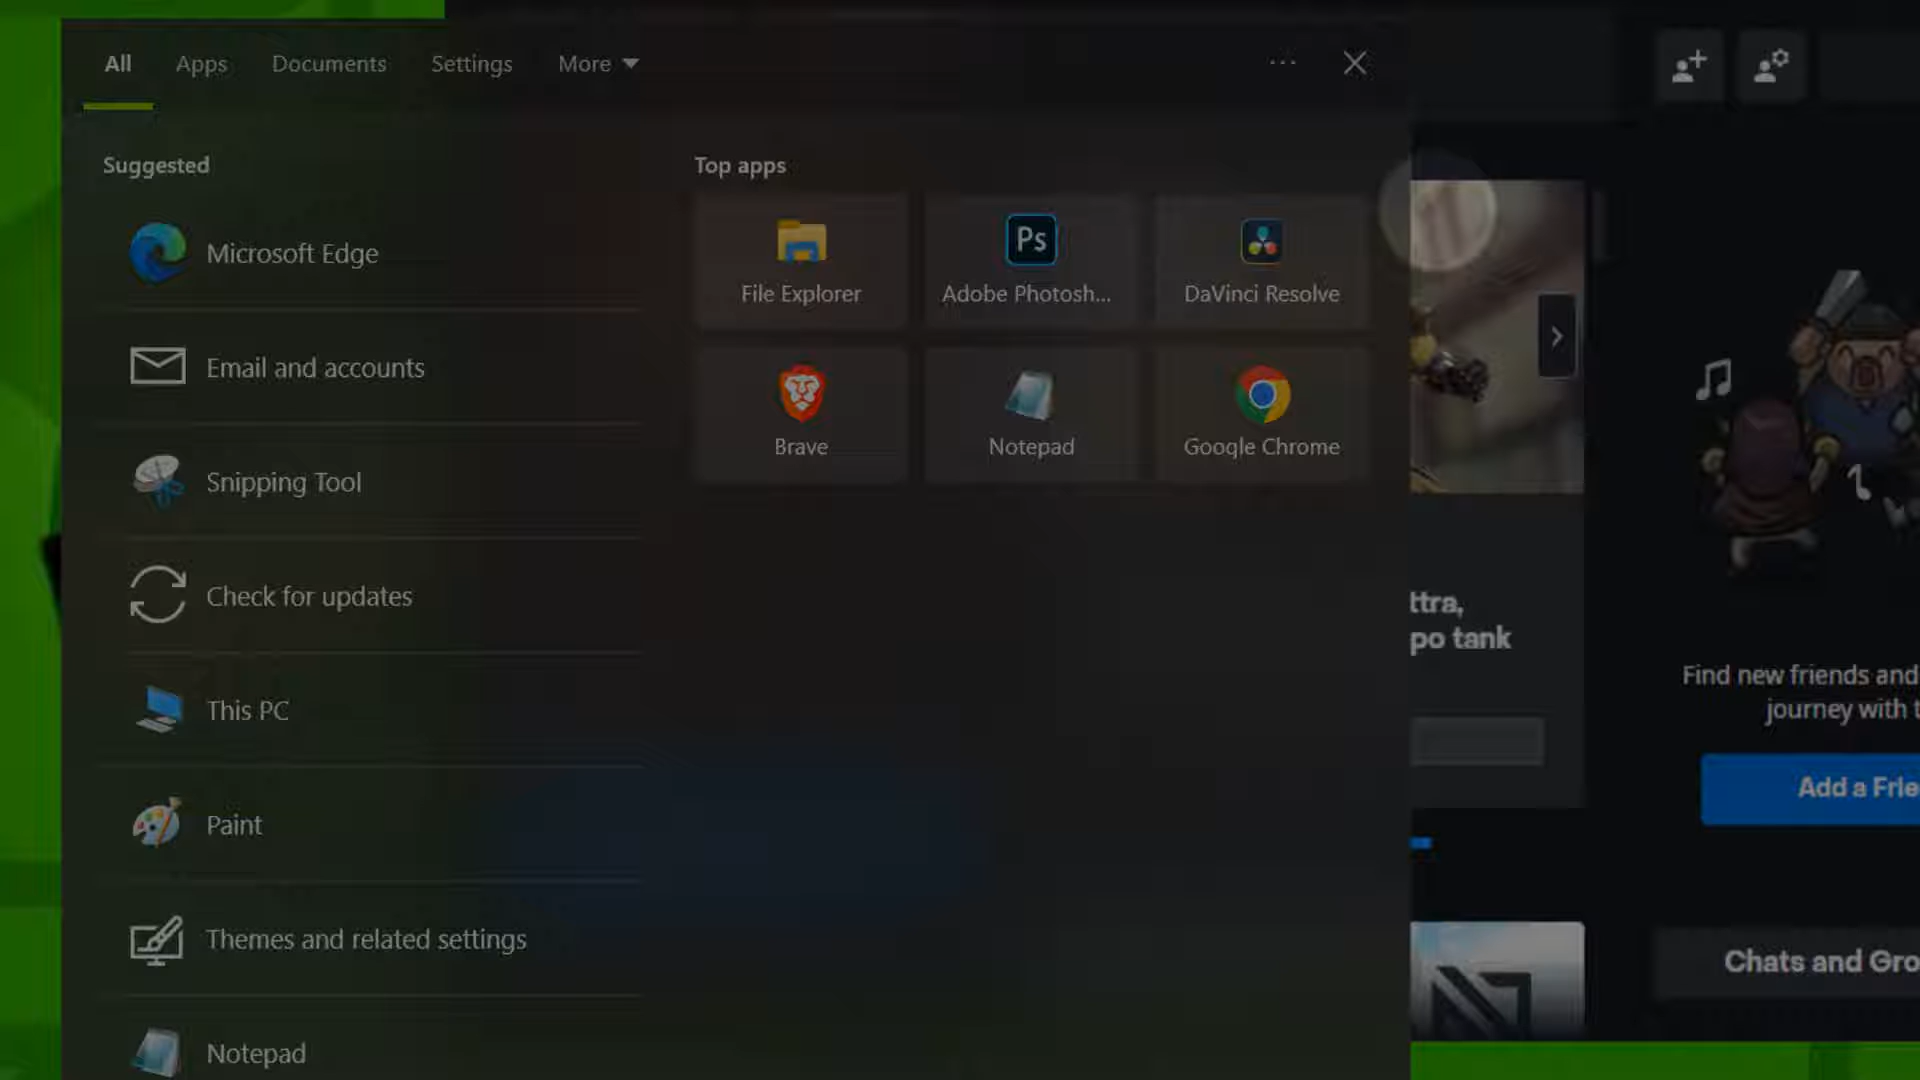 All
Apps
Documents
Settings
More
Suggested
Top apps
Microsoft Edge
Email and accounts
Snipping Tool
Check for updates
This PC
Paint
Themes and related settings
Notepad
File Explorer
Ps
Adobe Photosh...
DaVinci Resolve
Brave
Notepad
Google Chrome
ttra,
po tank
Find new friends and
journey with t
Add a Frie
Chats and Gro